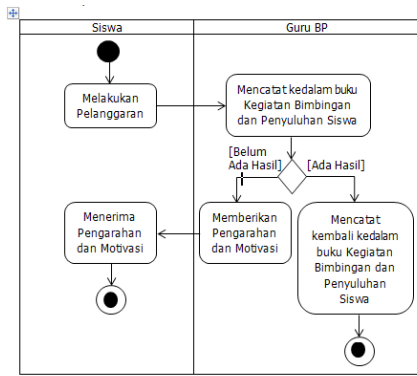 Siswa
Guru BP
Melakukan
Pelanggaran
Mencatat kedalam buku
Kegiatan Bimbingan
dan Penyuluhan Siswa
[Belum
Ada Hasil]
[Ada Hasil]
Menerima
Pengarahan
dan Motivasi
Memberikan
Pengarahan
dan Motivasi
Mencatat
kembali kedalam
buku Kegiatan
Bimbingan dan
Penyuluhan
Siswa